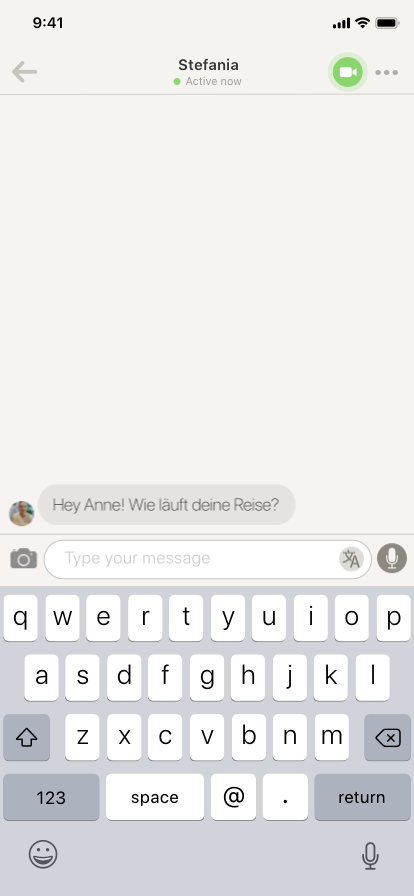 9:41
Stefania
Active now
Hey Anne! Wie läuft deine Reise?
Type your message
q w e r t y u i o p
a s d f g h j k l
z x c v b n m
123 space @ . return